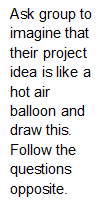 Ask group to
imagine that
their project
idea is like a
hot air
balloon and
draw this.
Follow the
questions
opposite.